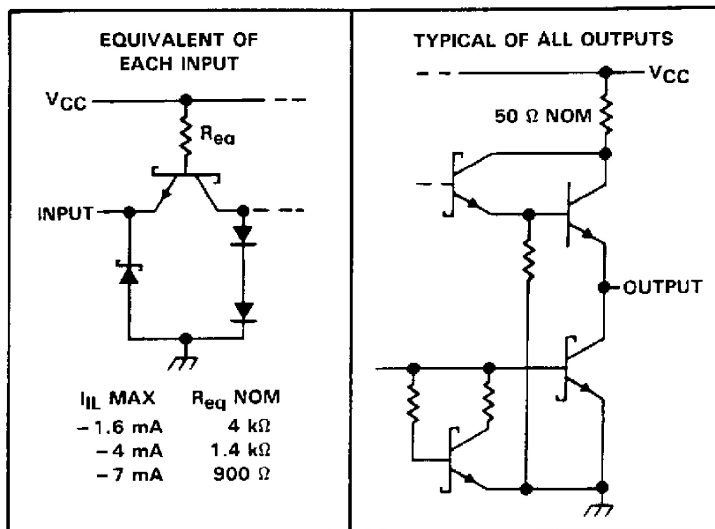 EQUIVALENT OF
EACH INPUT
VCC
Req
INPUT
IIL MAX Req NOM
−1.6 mA 4 kΩ
−4 mA 1.4 kΩ
−7 mA 900 Ω
TYPICAL OF ALL OUTPUTS
VCC
50 Ω NOM
OUTPUT